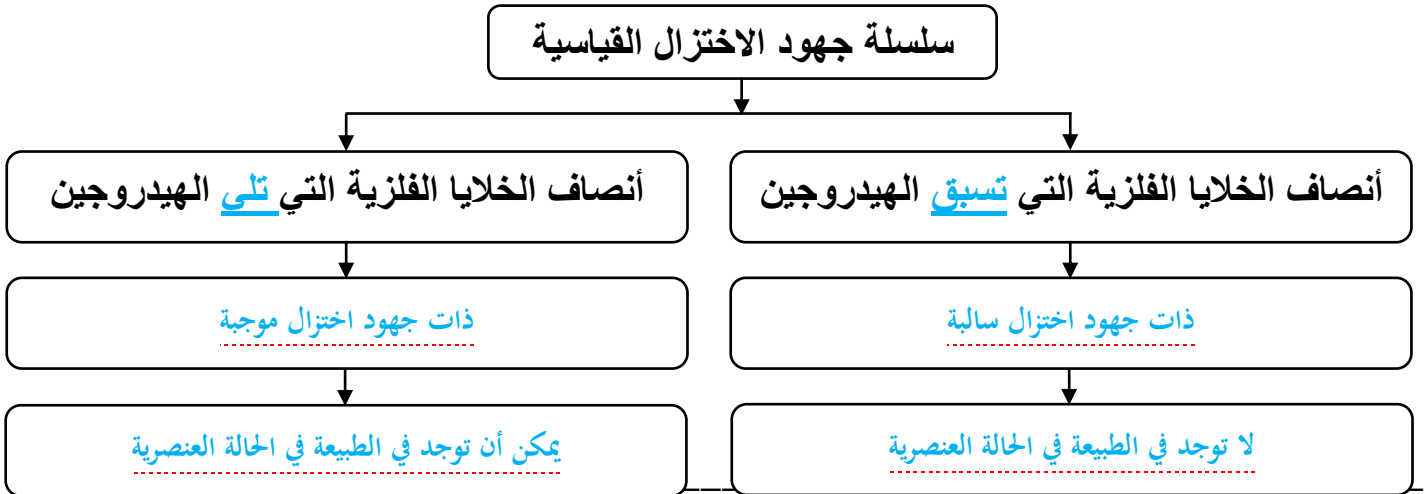 سلسلة جهود الاختزال القياسية
أنصاف الخلايا الفلزية التي تسبق الهيدروجين
أنصاف الخلايا الفلزية التي تلي الهيدروجين
ذات جهود اختزال سالبة
ذات جهود اختزال موجبة
لا توجد في الطبيعة في الحالة العنصرية
يمكن أن توجد في الطبيعة في الحالة العنصرية